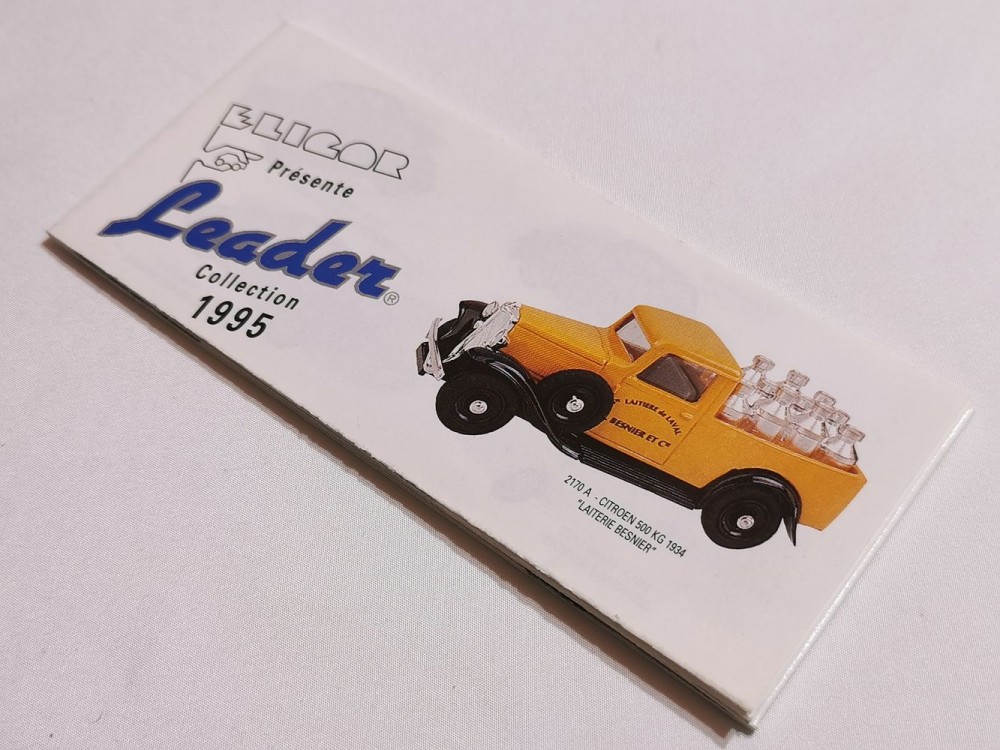 ELIGOR
Présente
Leader®
Collection
1995
LAITIERE de LAVAL
BESNIER ET Cie
2170 A - CITROEN 500 KG 1934
"LAITERIE BESNIER"